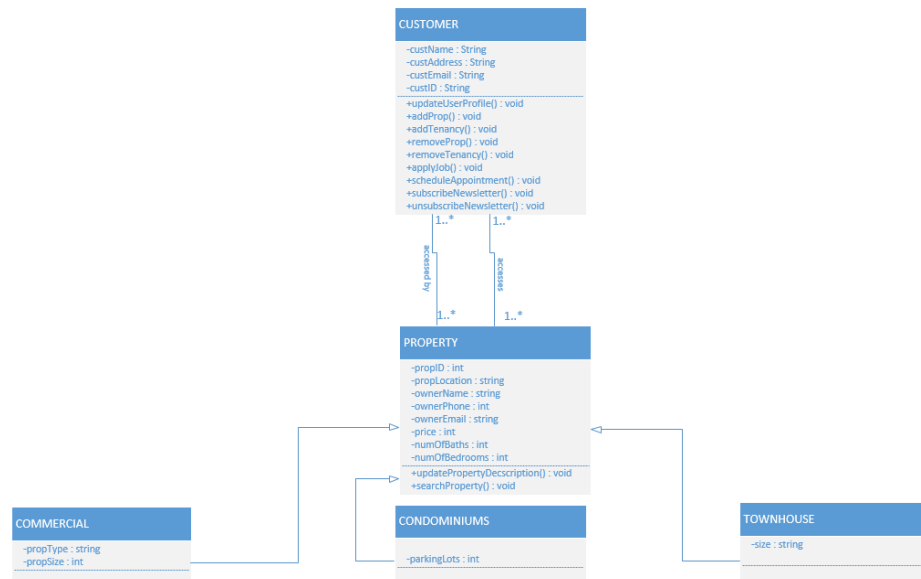 CUSTOMER
-custName : String
-custAddress : String
-custEmail : String
-custID : String
+updateUserProfile() : void
+addProp() : void
+addTenancy() : void
+removeProp() : void
+removeTenancy() : void
+applyJob() : void
+scheduleAppointment() : void
+subscribeNewsletter() : void
+unsubscribeNewsletter() : void
1..*
1..*
accessed by
accesses
1..*
1..*
PROPERTY
-propID : int
-propLocation : string
-ownerName : string
-ownerPhone : int
-ownerEmail : string
-price : int
-numOfBaths : int
-numOfBedrooms : int
+updatePropertyDecscription() : void
+searchProperty() : void
COMMERCIAL
-propType : string
-propSize : int
CONDOMINIUMS
-parkingLots : int
TOWNHOUSE
-size : string